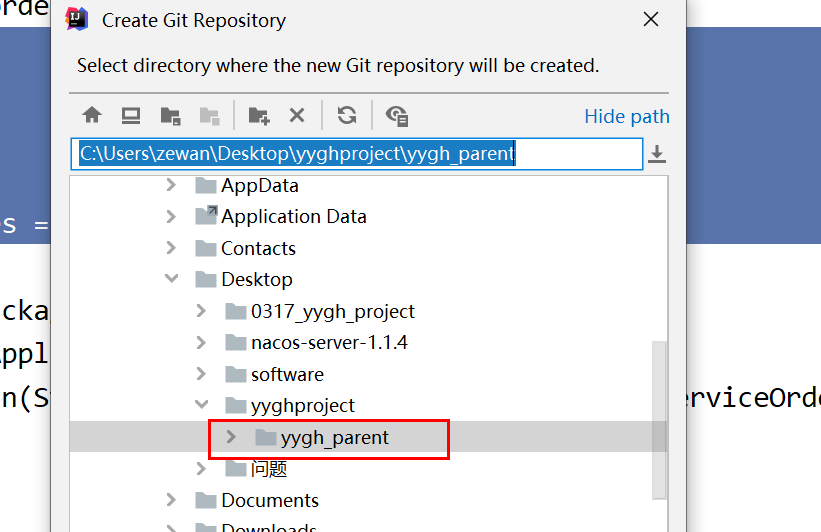 orde
Create Git Repository
Select directory where the new Git repository will be created.
Hide path
C:\Users\zewan\Desktop\yyghproject\yygh_parent
AppData
Application Data
s =
Contacts
Desktop
cka
0317_yygh_project
nacos-server-1.1.4
Appl
software
n(S
erviceOrde
yyghproject
yygh_parent
问题
Documents
Downloads